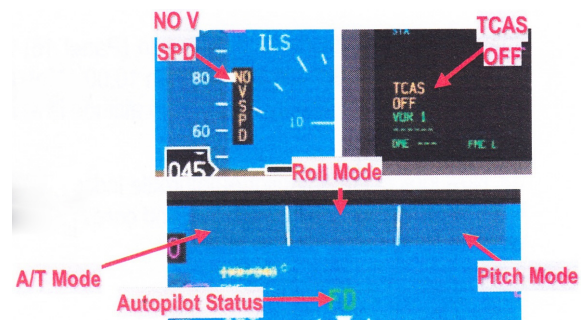 NO V
SPD
ILS
80
NO
V
S
P
D
60
10
045
STA
TCAS
OFF
TCAS
OFF
VOR 1
DME ---
FMC L
Roll Mode
A/T Mode
Pitch Mode
Autopilot Status
FD